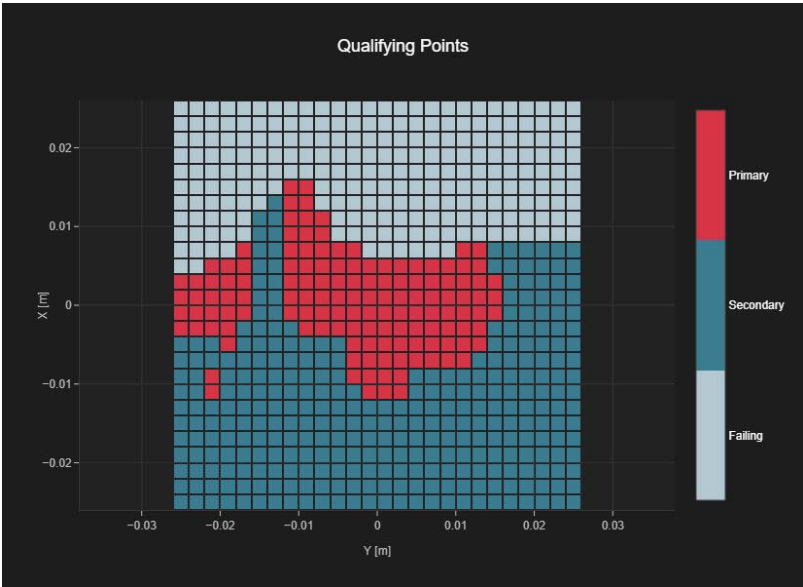 Qualifying Points
0.02
0.01
0
−0.01
−0.02
X [m]
−0.03
−0.02
−0.01
0
0.01
0.02
0.03
Y [m]
Primary
Secondary
Failing